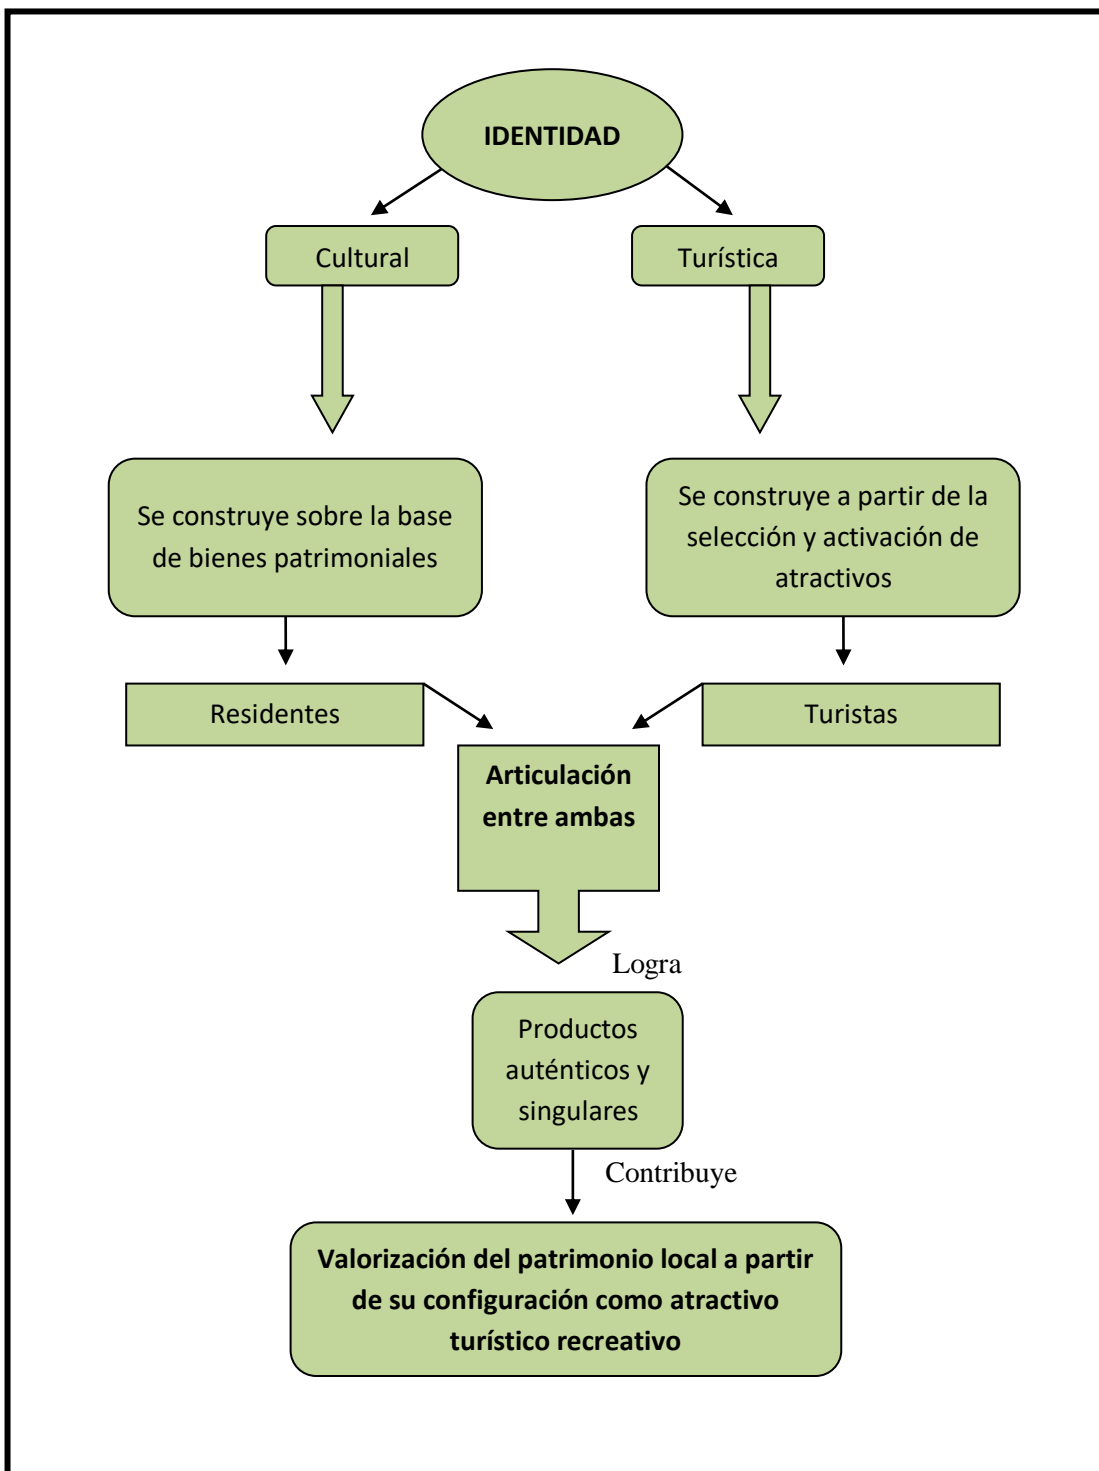 IDENTIDAD
Cultural
Turística
Se construye sobre la base
de bienes patrimoniales
Se construye a partir de la
selección y activación de
atractivos
Residentes
Turistas
Articulación
entre ambas
Logra
Productos
auténticos y
singulares
Contribuye
Valorización del patrimonio local a partir
de su configuración como atractivo
turístico recreativo